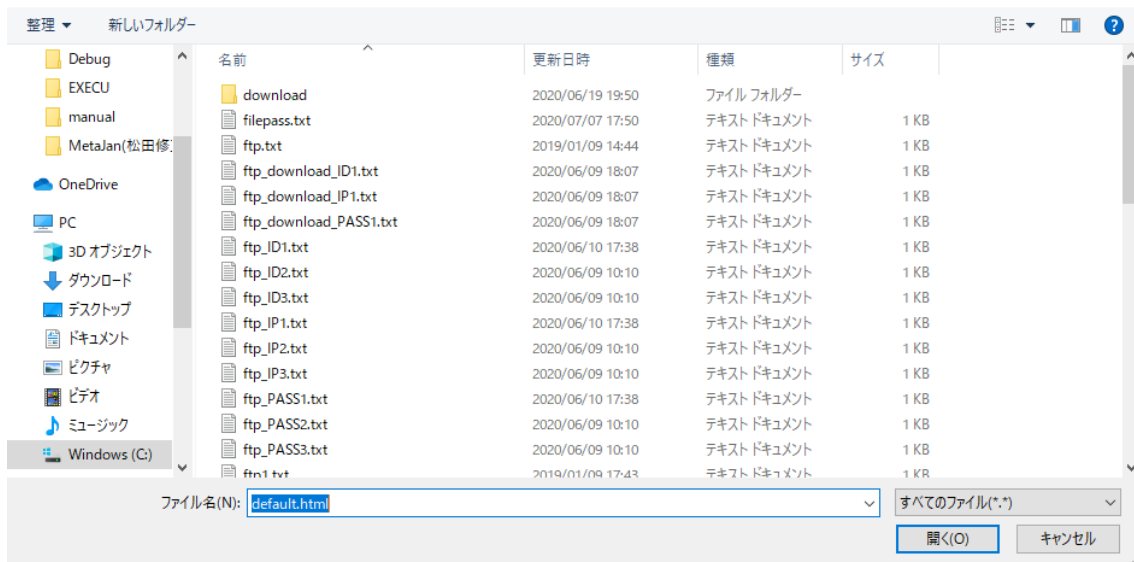 整理 ▼ 新しいフォルダー
名前 更新日時 種類 サイズ
Debug
EXECU
manual
MetaJan(松田修
OneDrive
PC
3D オブジェクト
ダウンロード
デスクトップ
ドキュメント
ピクチャ
ビデオ
ミュージック
Windows (C:)
download 2020/06/19 19:50 ファイル フォルダー
filepass.txt 2020/07/07 17:50 テキスト ドキュメント 1 KB
ftp.txt 2019/01/09 14:44 テキスト ドキュメント 1 KB
ftp_download_ID1.txt 2020/06/09 18:07 テキスト ドキュメント 1 KB
ftp_download_IP1.txt 2020/06/09 18:07 テキスト ドキュメント 1 KB
ftp_download_PASS1.txt 2020/06/09 18:07 テキスト ドキュメント 1 KB
ftp_ID1.txt 2020/06/10 17:38 テキスト ドキュメント 1 KB
ftp_ID2.txt 2020/06/09 10:10 テキスト ドキュメント 1 KB
ftp_ID3.txt 2020/06/09 10:10 テキスト ドキュメント 1 KB
ftp_IP1.txt 2020/06/10 17:38 テキスト ドキュメント 1 KB
ftp_IP2.txt 2020/06/09 10:10 テキスト ドキュメント 1 KB
ftp_IP3.txt 2020/06/09 10:10 テキスト ドキュメント 1 KB
ftp_PASS1.txt 2020/06/10 17:38 テキスト ドキュメント 1 KB
ftp_PASS2.txt 2020/06/09 10:10 テキスト ドキュメント 1 KB
ftp_PASS3.txt 2020/06/09 10:10 テキスト ドキュメント 1 KB
ftp1.txt 2019/01/09 17:43 テキスト ドキュメント 1 KB
ファイル名(N): default.html すべてのファイル(*.*)
開く(O) キャンセル